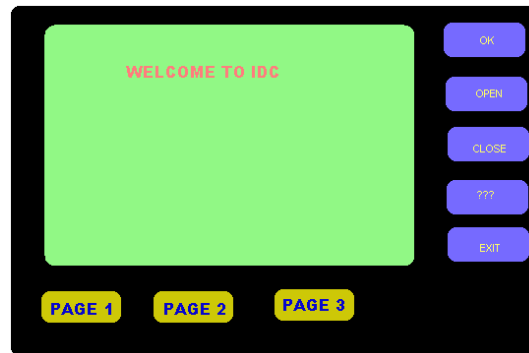 WELCOME TO IDC
OK
OPEN
CLOSE
???
EXIT
PAGE 1
PAGE 2
PAGE 3